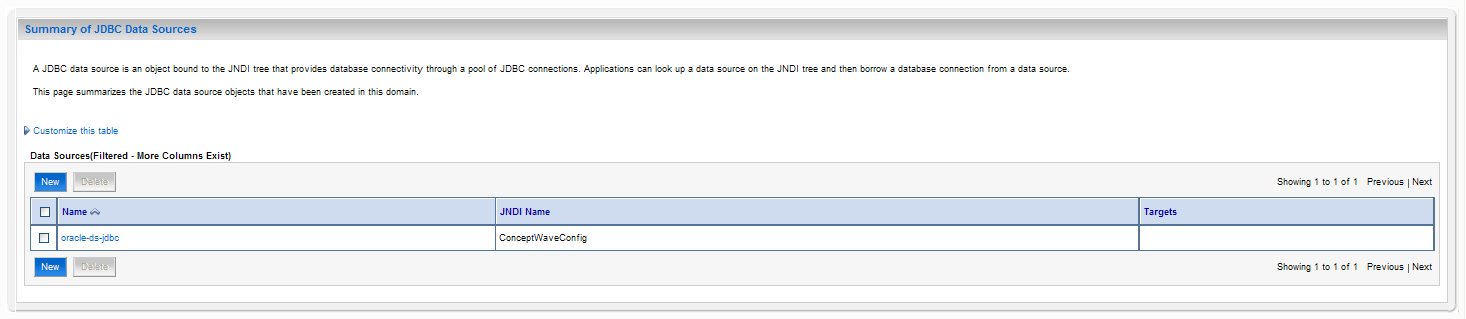 Summary of JDBC Data Sources
A JDBC data source is an object bound to the JNDI tree that provides database connectivity through a pool of JDBC connections. Applications can look up a data source on the JNDI tree and then borrow a database connection from a data source.
This page summarizes the JDBC data source objects that have been created in this domain.
Customize this table
Data Sources(Filtered - More Columns Exist)
New Delete Showing 1 to 1 of 1 Previous | Next
Name JNDI Name Targets
oracle-ds-jdbc ConceptWaveConfig
New Delete Showing 1 to 1 of 1 Previous | Next